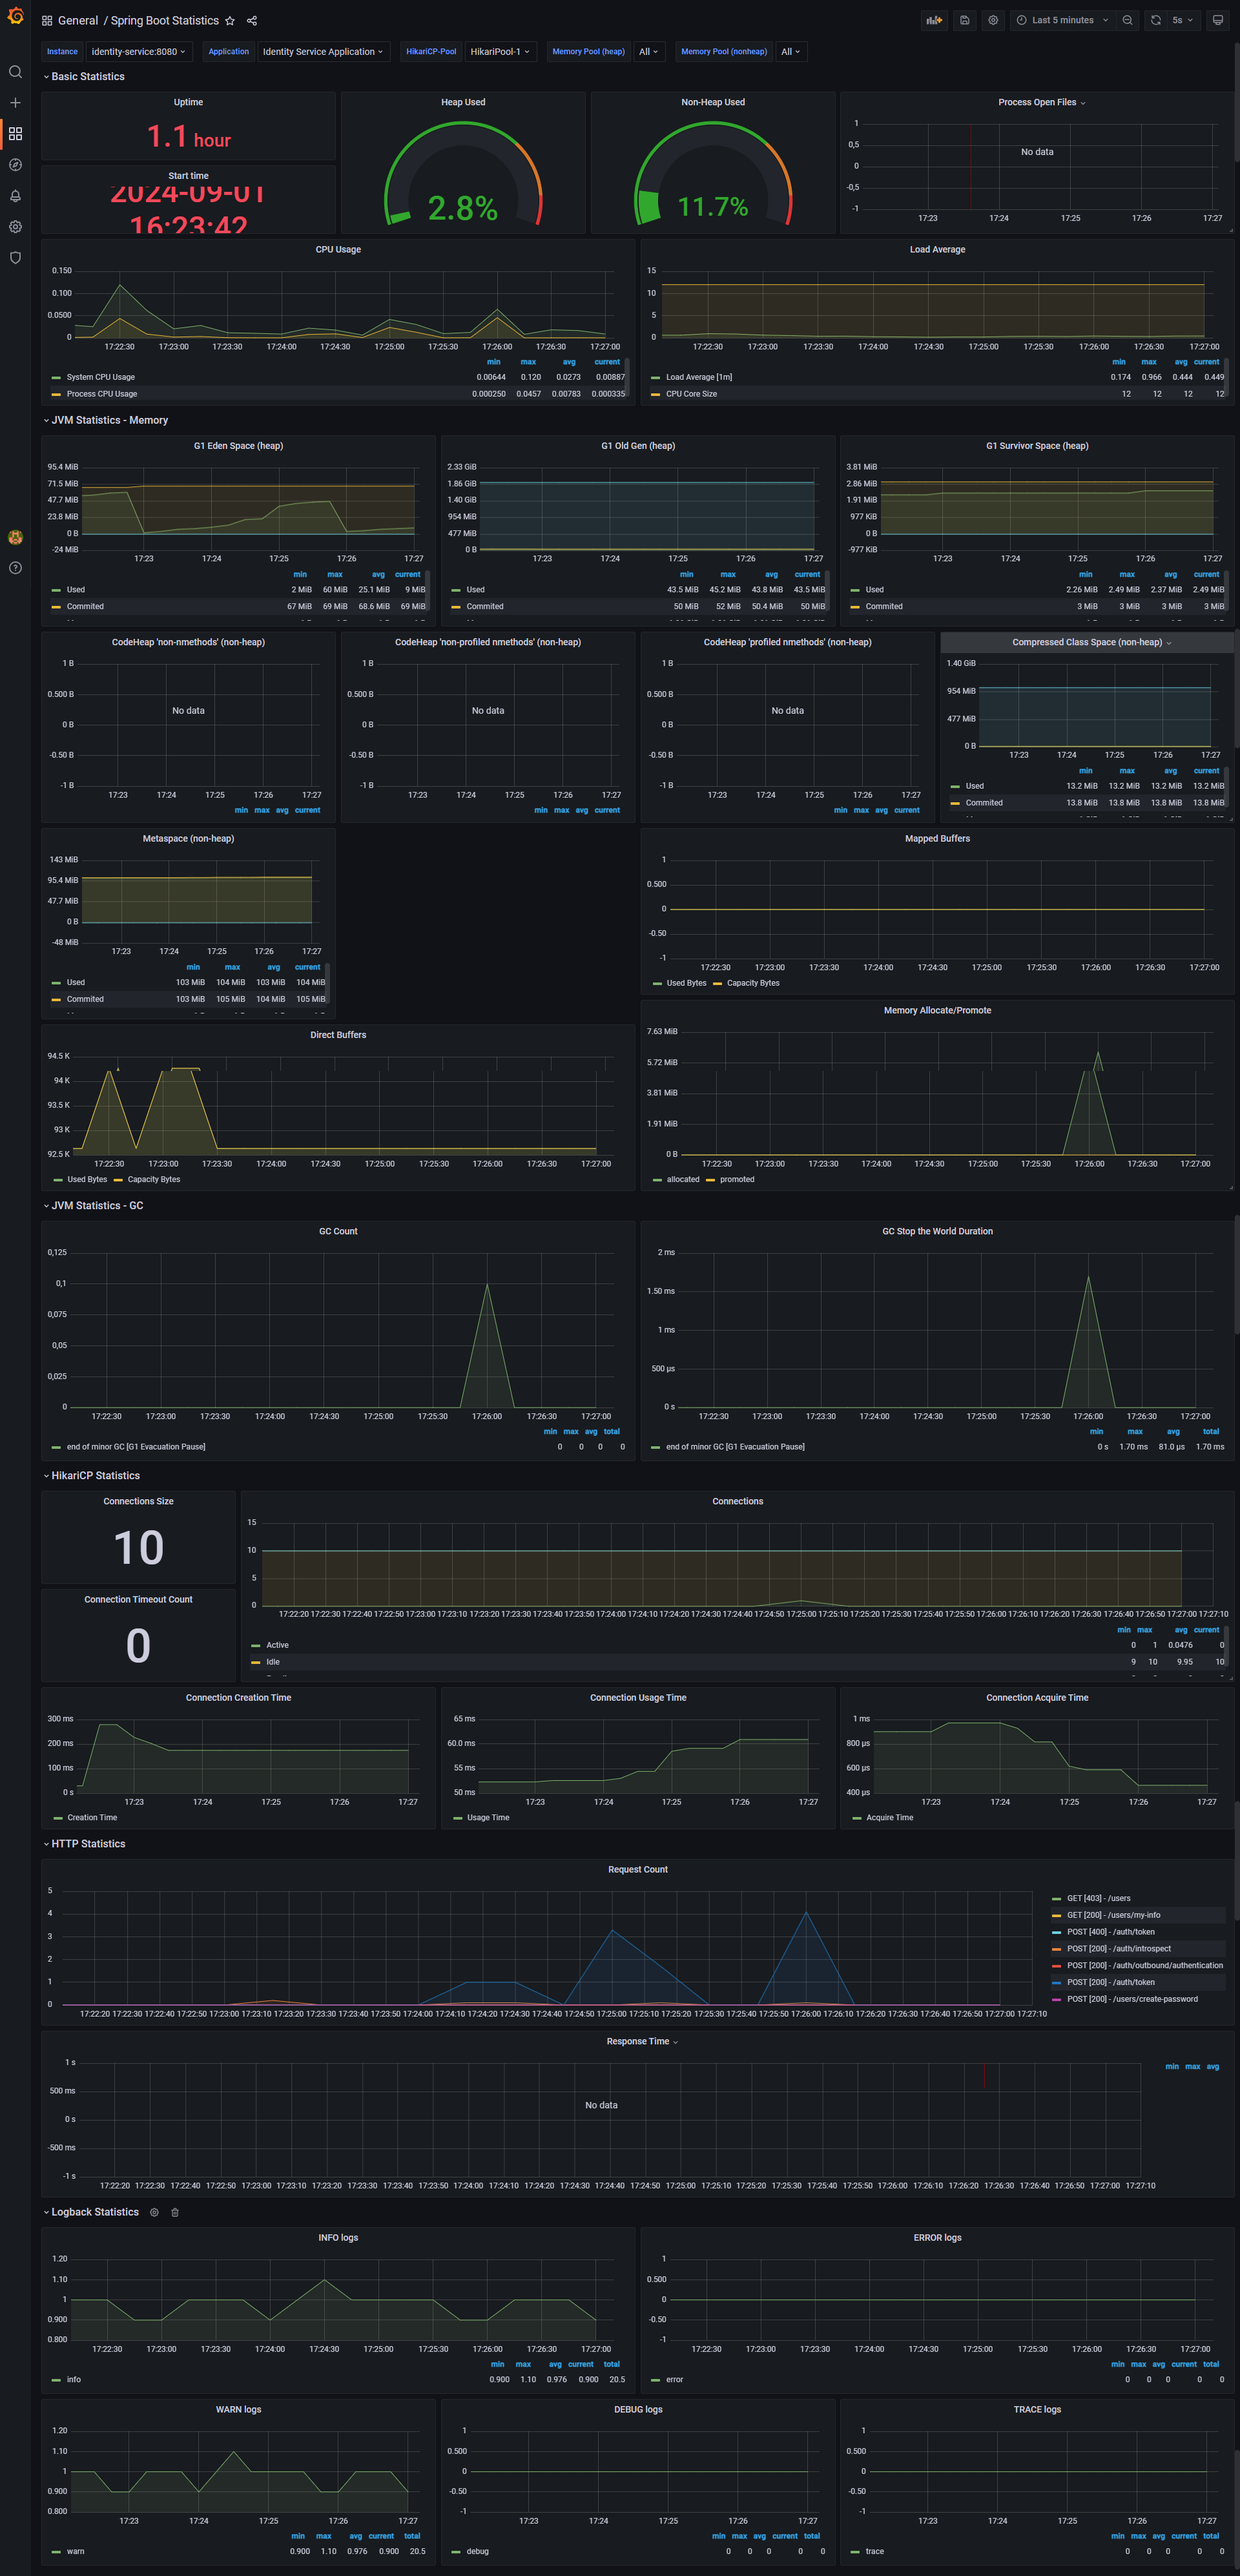 General / Spring Boot Statistics
Last 5 minutes
5s
Instance identity-service:8080 Application Identity Service Application HikariCP-Pool HikariPool-1 Memory Pool (heap) All Memory Pool (nonheap) All
Basic Statistics
Uptime
1.1 hour
Start time
2024-09-01
16:23:42
Heap Used
2.8%
Non-Heap Used
11.7%
Process Open Files
1
0,5
0
-0,5
-1
No data
17:23 17:24 17:25 17:26 17:27
CPU Usage
0.150
0.100
0.0500
0
17:22:30 17:23:00 17:23:30 17:24:00 17:24:30 17:25:00 17:25:30 17:26:00 17:26:30 17:27:00
min max avg current
System CPU Usage 0.00644 0.120 0.0273 0.00887
Process CPU Usage 0.000250 0.0457 0.00783 0.000335
Load Average
15
10
5
0
17:22:30 17:23:00 17:23:30 17:24:00 17:24:30 17:25:00 17:25:30 17:26:00 17:26:30 17:27:00
min max avg current
Load Average [1m] 0.174 0.966 0.444 0.449
CPU Core Size 12 12 12 12
JVM Statistics - Memory
G1 Eden Space (heap)
95.4 MiB
71.5 MiB
47.7 MiB
23.8 MiB
0 B
-24 MiB
17:23 17:24 17:25 17:26 17:27
min max avg current
Used 2 MiB 60 MiB 25.1 MiB 9 MiB
Commited 67 MiB 69 MiB 68.6 MiB 69 MiB
G1 Old Gen (heap)
2.33 GiB
1.86 GiB
1.40 GiB
954 MiB
477 MiB
0 B
17:23 17:24 17:25 17:26 17:27
min max avg current
Used 43.5 MiB 45.2 MiB 43.8 MiB 43.5 MiB
Commited 50 MiB 52 MiB 50.4 MiB 50 MiB
G1 Survivor Space (heap)
3.81 MiB
2.86 MiB
1.91 MiB
977 KiB
0 B
-977 KiB
17:23 17:24 17:25 17:26 17:27
min max avg current
Used 2.26 MiB 2.49 MiB 2.37 MiB 2.49 MiB
Commited 3 MiB 3 MiB 3 MiB 3 MiB
CodeHeap 'non-nmethods' (non-heap)
1 B
0.500 B
0 B
-0.50 B
-1 B
No data
17:23 17:24 17:25 17:26 17:27
min max avg current
CodeHeap 'non-profiled nmethods' (non-heap)
1 B
0.500 B
0 B
-0.50 B
-1 B
No data
17:23 17:24 17:25 17:26 17:27
min max avg current
CodeHeap 'profiled nmethods' (non-heap)
1 B
0.500 B
0 B
-0.50 B
-1 B
No data
17:23 17:24 17:25 17:26 17:27
min max avg current
Compressed Class Space (non-heap)
1.40 GiB
954 MiB
477 MiB
0 B
17:23 17:24 17:25 17:26 17:27
min max avg current
Used 13.2 MiB 13.2 MiB 13.2 MiB 13.2 MiB
Commited 13.8 MiB 13.8 MiB 13.8 MiB 13.8 MiB
Metaspace (non-heap)
143 MiB
95.4 MiB
47.7 MiB
0 B
-48 MiB
17:23 17:24 17:25 17:26 17:27
min max avg current
Used 103 MiB 104 MiB 103 MiB 104 MiB
Commited 103 MiB 105 MiB 104 MiB 105 MiB
Mapped Buffers
1
0.500
0
-0.50
-1
17:22:30 17:23:00 17:23:30 17:24:00 17:24:30 17:25:00 17:25:30 17:26:00 17:26:30 17:27:00
Used Bytes Capacity Bytes
Direct Buffers
94.5 K
94 K
93.5 K
93 K
92.5 K
17:22:30 17:23:00 17:23:30 17:24:00 17:24:30 17:25:00 17:25:30 17:26:00 17:26:30 17:27:00
Used Bytes Capacity Bytes
Memory Allocate/Promote
7.63 MiB
5.72 MiB
3.81 MiB
1.91 MiB
0 B
17:22:30 17:23:00 17:23:30 17:24:00 17:24:30 17:25:00 17:25:30 17:26:00 17:26:30 17:27:00
allocated promoted
JVM Statistics - GC
GC Count
0,125
0,1
0,075
0,05
0,025
0
17:22:30 17:23:00 17:23:30 17:24:00 17:24:30 17:25:00 17:25:30 17:26:00 17:26:30 17:27:00
min max avg total
end of minor GC [G1 Evacuation Pause] 0 0 0 0
GC Stop the World Duration
2 ms
1.50 ms
1 ms
500 µs
0 s
17:22:30 17:23:00 17:23:30 17:24:00 17:24:30 17:25:00 17:25:30 17:26:00 17:26:30 17:27:00
min max avg total
end of minor GC [G1 Evacuation Pause] 0 s 1.70 ms 81.0 µs 1.70 ms
HikariCP Statistics
Connections Size
10
Connection Timeout Count
0
Connections
15
10
5
0
17:22:20 17:22:30 17:22:40 17:22:50 17:23:00 17:23:10 17:23:20 17:23:30 17:23:40 17:23:50 17:24:00 17:24:10 17:24:20 17:24:30 17:24:40 17:24:50 17:25:00 17:25:10 17:25:20 17:25:30 17:25:40 17:25:50 17:26:00 17:26:10 17:26:20 17:26:30 17:26:40 17:26:50 17:27:00 17:27:10
min max avg current
Active 0 1 0.0476 0
Idle 9 10 9.95 10
Connection Creation Time
300 ms
200 ms
100 ms
0 s
17:23 17:24 17:25 17:26 17:27
Creation Time
Connection Usage Time
65 ms
60.0 ms
55 ms
50 ms
17:23 17:24 17:25 17:26 17:27
Usage Time
Connection Acquire Time
1 ms
800 µs
600 µs
400 µs
17:23 17:24 17:25 17:26 17:27
Acquire Time
HTTP Statistics
Request Count
5
4
3
2
1
0
17:22:20 17:22:30 17:22:40 17:22:50 17:23:00 17:23:10 17:23:20 17:23:30 17:23:40 17:23:50 17:24:00 17:24:10 17:24:20 17:24:30 17:24:40 17:24:50 17:25:00 17:25:10 17:25:20 17:25:30 17:25:40 17:25:50 17:26:00 17:26:10 17:26:20 17:26:30 17:26:40 17:26:50 17:27:00 17:27:10
GET [403] - /users
GET [200] - /users/my-info
POST [400] - /auth/token
POST [200] - /auth/introspect
POST [200] - /auth/outbound/authentication
POST [200] - /auth/token
POST [200] - /users/create-password
Response Time
1 s
500 ms
0 s
-500 ms
-1 s
No data
17:22:20 17:22:30 17:22:40 17:22:50 17:23:00 17:23:10 17:23:20 17:23:30 17:23:40 17:23:50 17:24:00 17:24:10 17:24:20 17:24:30 17:24:40 17:24:50 17:25:00 17:25:10 17:25:20 17:25:30 17:25:40 17:25:50 17:26:00 17:26:10 17:26:20 17:26:30 17:26:40 17:26:50 17:27:00 17:27:10
min max avg
Logback Statistics
INFO logs
1.20
1.10
1
0.900
0.800
17:22:30 17:23:00 17:23:30 17:24:00 17:24:30 17:25:00 17:25:30 17:26:00 17:26:30 17:27:00
min max avg current total
info 0.900 1.10 0.976 0.900 20.5
ERROR logs
1
0.500
0
-0.50
-1
17:22:30 17:23:00 17:23:30 17:24:00 17:24:30 17:25:00 17:25:30 17:26:00 17:26:30 17:27:00
min max avg current total
error 0 0 0 0 0
WARN logs
1.20
1.10
1
0.900
0.800
17:23 17:24 17:25 17:26 17:27
min max avg current total
warn 0.900 1.10 0.976 0.900 20.5
DEBUG logs
1
0.500
0
-0.50
-1
17:23 17:24 17:25 17:26 17:27
min max avg current total
debug 0 0 0 0 0
TRACE logs
1
0.500
0
-0.50
-1
17:23 17:24 17:25 17:26 17:27
min max avg current total
trace 0 0 0 0 0